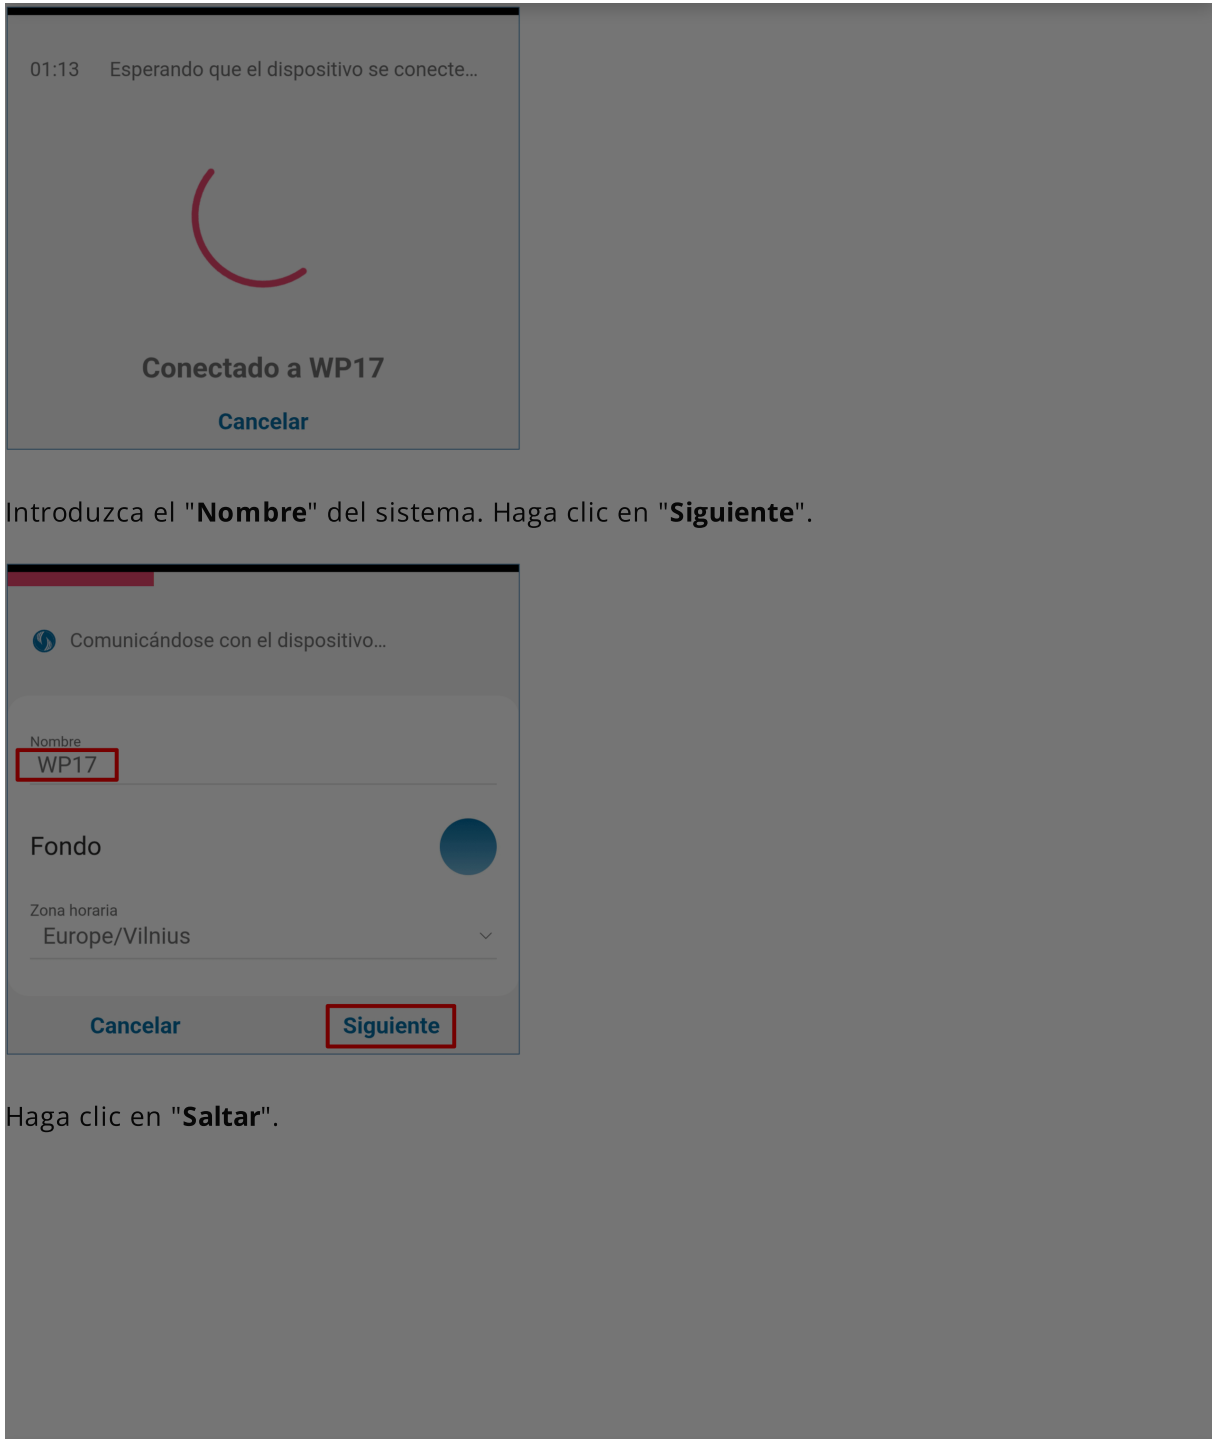 01:13 Esperando que el dispositivo se conecte...
Conectado a WP17
Cancelar
Introduzca el "Nombre" del sistema. Haga clic en "Siguiente".
Comunicándose con el dispositivo...
Nombre
WP17
Fondo
Zona horaria
Europe/Vilnius
Cancelar Siguiente
Haga clic en "Saltar".